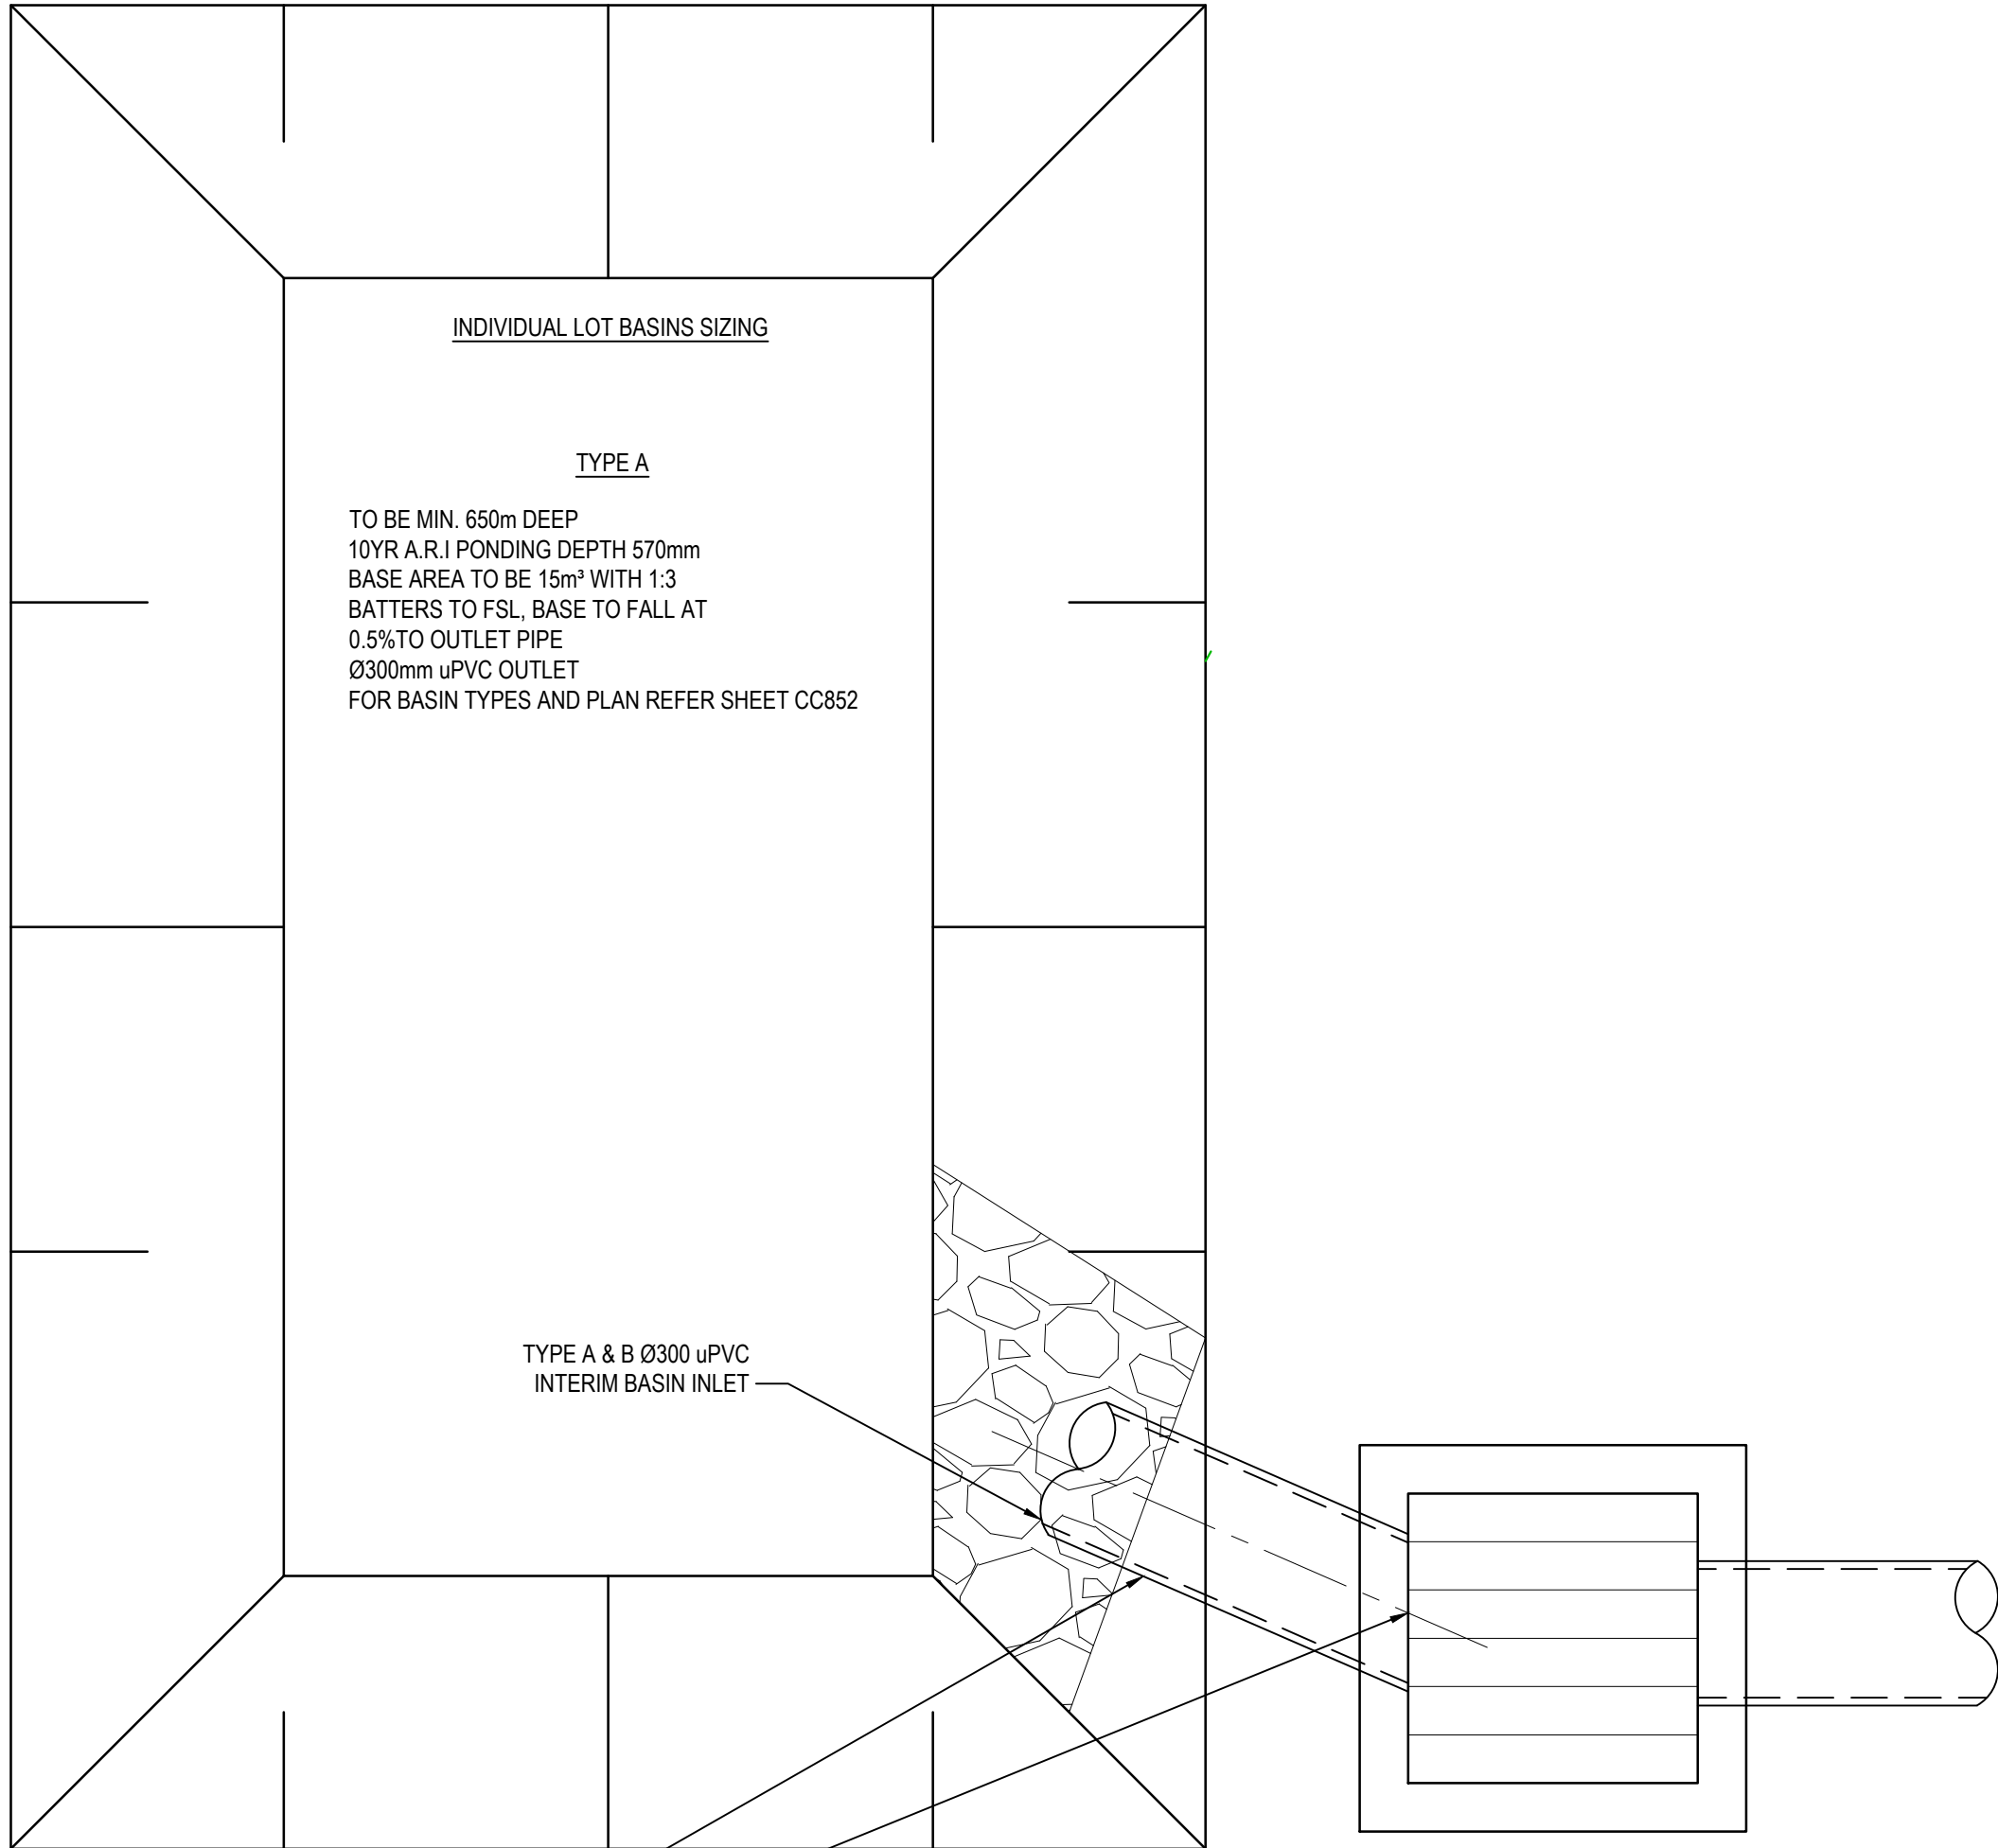 INDIVIDUAL LOT BASINS SIZING
TYPE A
TO BE MIN. 650m DEEP
10YR A.R.I PONDING DEPTH 570mm
BASE AREA TO BE 15m³ WITH 1:3
BATTERS TO FSL, BASE TO FALL AT
0.5%TO OUTLET PIPE
Ø300mm uPVC OUTLET
FOR BASIN TYPES AND PLAN REFER SHEET CC852
TYPE A & B Ø300 uPVC
INTERIM BASIN INLET